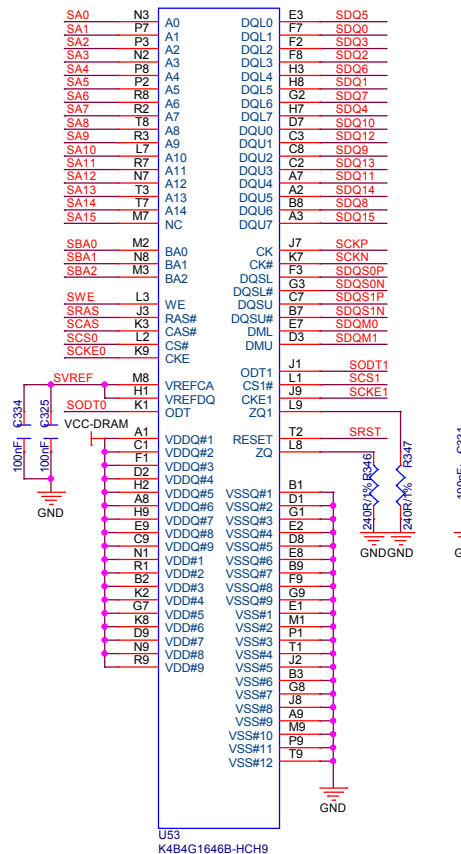 SA0 N3 A0 DQL0 E3 SDQ5
SA1 P7 A1 DQL1 F7 SDQ0
SA2 P3 A2 DQL2 F2 SDQ3
SA3 N2 A3 DQL3 F8 SDQ2
SA4 P8 A4 DQL4 H3 SDQ6
SA5 P2 A5 DQL5 H8 SDQ1
SA6 R8 A6 DQL6 G2 SDQ7
SA7 R2 A7 DQL7 H7 SDQ4
SA8 T8 A8 DQU0 D7 SDQ10
SA9 R3 A9 DQU1 C3 SDQ12
SA10 L7 A10 DQU2 C8 SDQ9
SA11 R7 A11 DQU3 C2 SDQ13
SA12 N7 A12 DQU4 A7 SDQ11
SA13 T3 A13 DQU5 A2 SDQ14
SA14 T7 A14 DQU6 B8 SDQ8
SA15 M7 NC DQU7 A3 SDQ15
SBA0 M2 BA0 CK J7 SCKP
SBA1 N8 BA1 CK# K7 SCKN
SBA2 M3 BA2 DQSL F3 SDQS0P
DQSL# G3 SDQS0N
SWE L3 WE DQSU C7 SDQS1P
SRAS J3 RAS# DQSU# B7 SDQS1N
SCAS K3 CAS# DML E7 SDQM0
SCS0 L2 CS# DMU D3 SDQM1
SCKE0 K9 CKE
ODT1 J1 SODT1
SVREF M8 VREFCA CS1# L1 SCS1
H1 VREFDQ CKE1 J9 SCKE1
SODT0 K1 ODT ZQ1 L9
C334 100nF
C325 100nF
GND
VCC-DRAM
A1 VDDQ#1 RESET T2 SRST
C1 VDDQ#2 ZQ L8
F1 VDDQ#3
D2 VDDQ#4
H2 VDDQ#5 VSSQ#1 B1
A8 VDDQ#6 VSSQ#2 D1
H9 VDDQ#7 VSSQ#3 G1
E9 VDDQ#8 VSSQ#4 E2
C9 VDDQ#9 VSSQ#5 D8
N1 VDD#1 VSSQ#6 E8
R1 VDD#2 VSSQ#7 B9
B2 VDD#3 VSSQ#8 F9
K2 VDD#4 VSSQ#9 G9
G7 VDD#5 VSS#1 E1
K8 VDD#6 VSS#2 M1
D9 VDD#7 VSS#3 P1
N9 VDD#8 VSS#4 T1
R9 VDD#9 VSS#5 J2
VSS#6 B3
VSS#7 G8
VSS#8 J8
VSS#9 A9
VSS#10 M9
VSS#11 P9
VSS#12 T9
R346 240R/1%
R347 240R/1%
GND GND
GND
U53
K4B4G1646B-HCH9